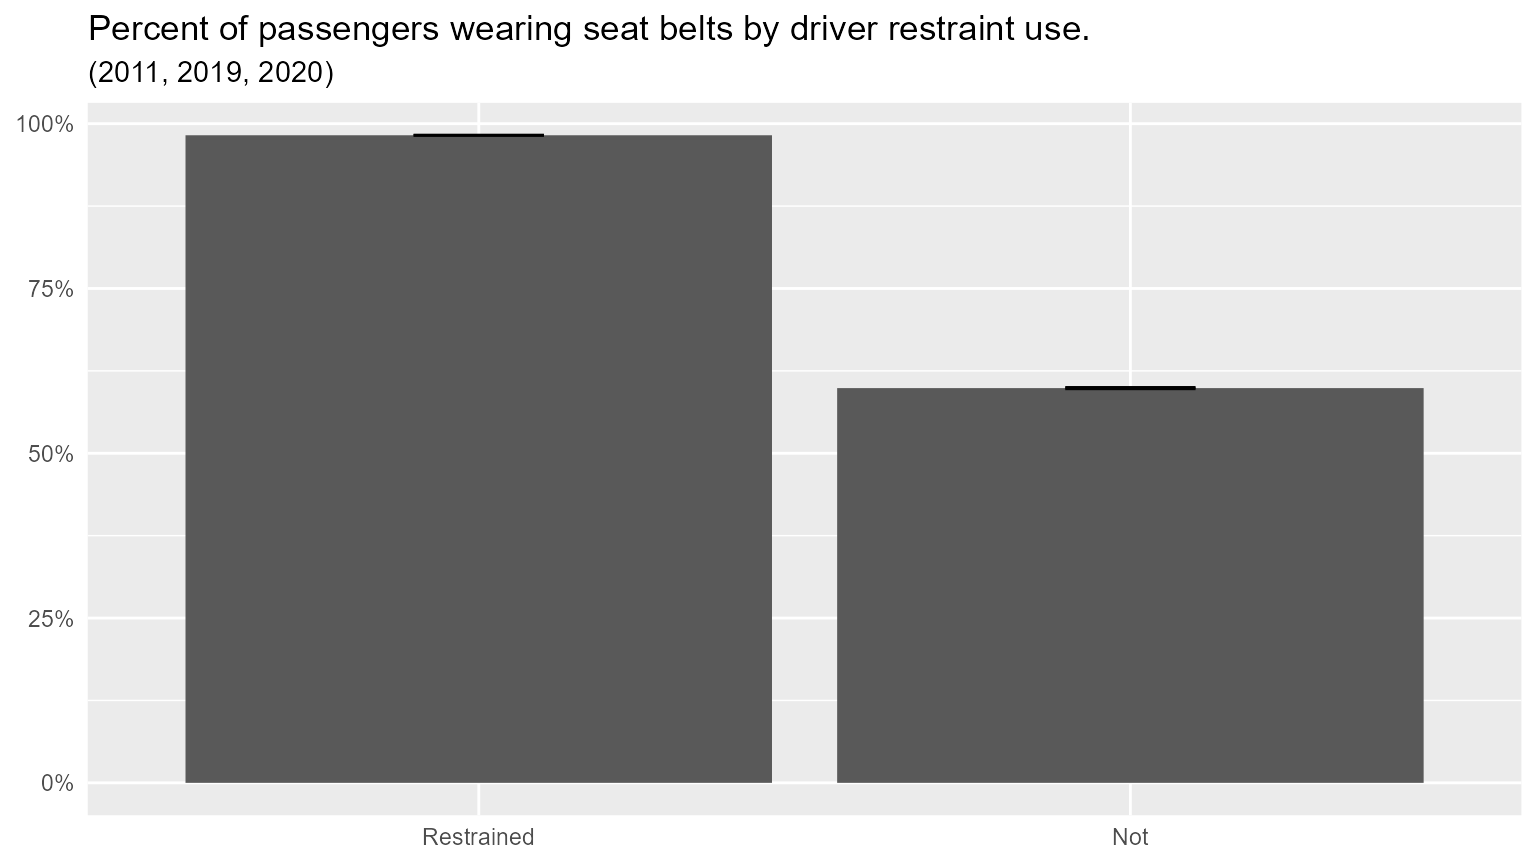 Percent of passengers wearing seat belts by driver restraint use.
(2011, 2019, 2020)
100%
75%
50%
25%
0%
Restrained
Not